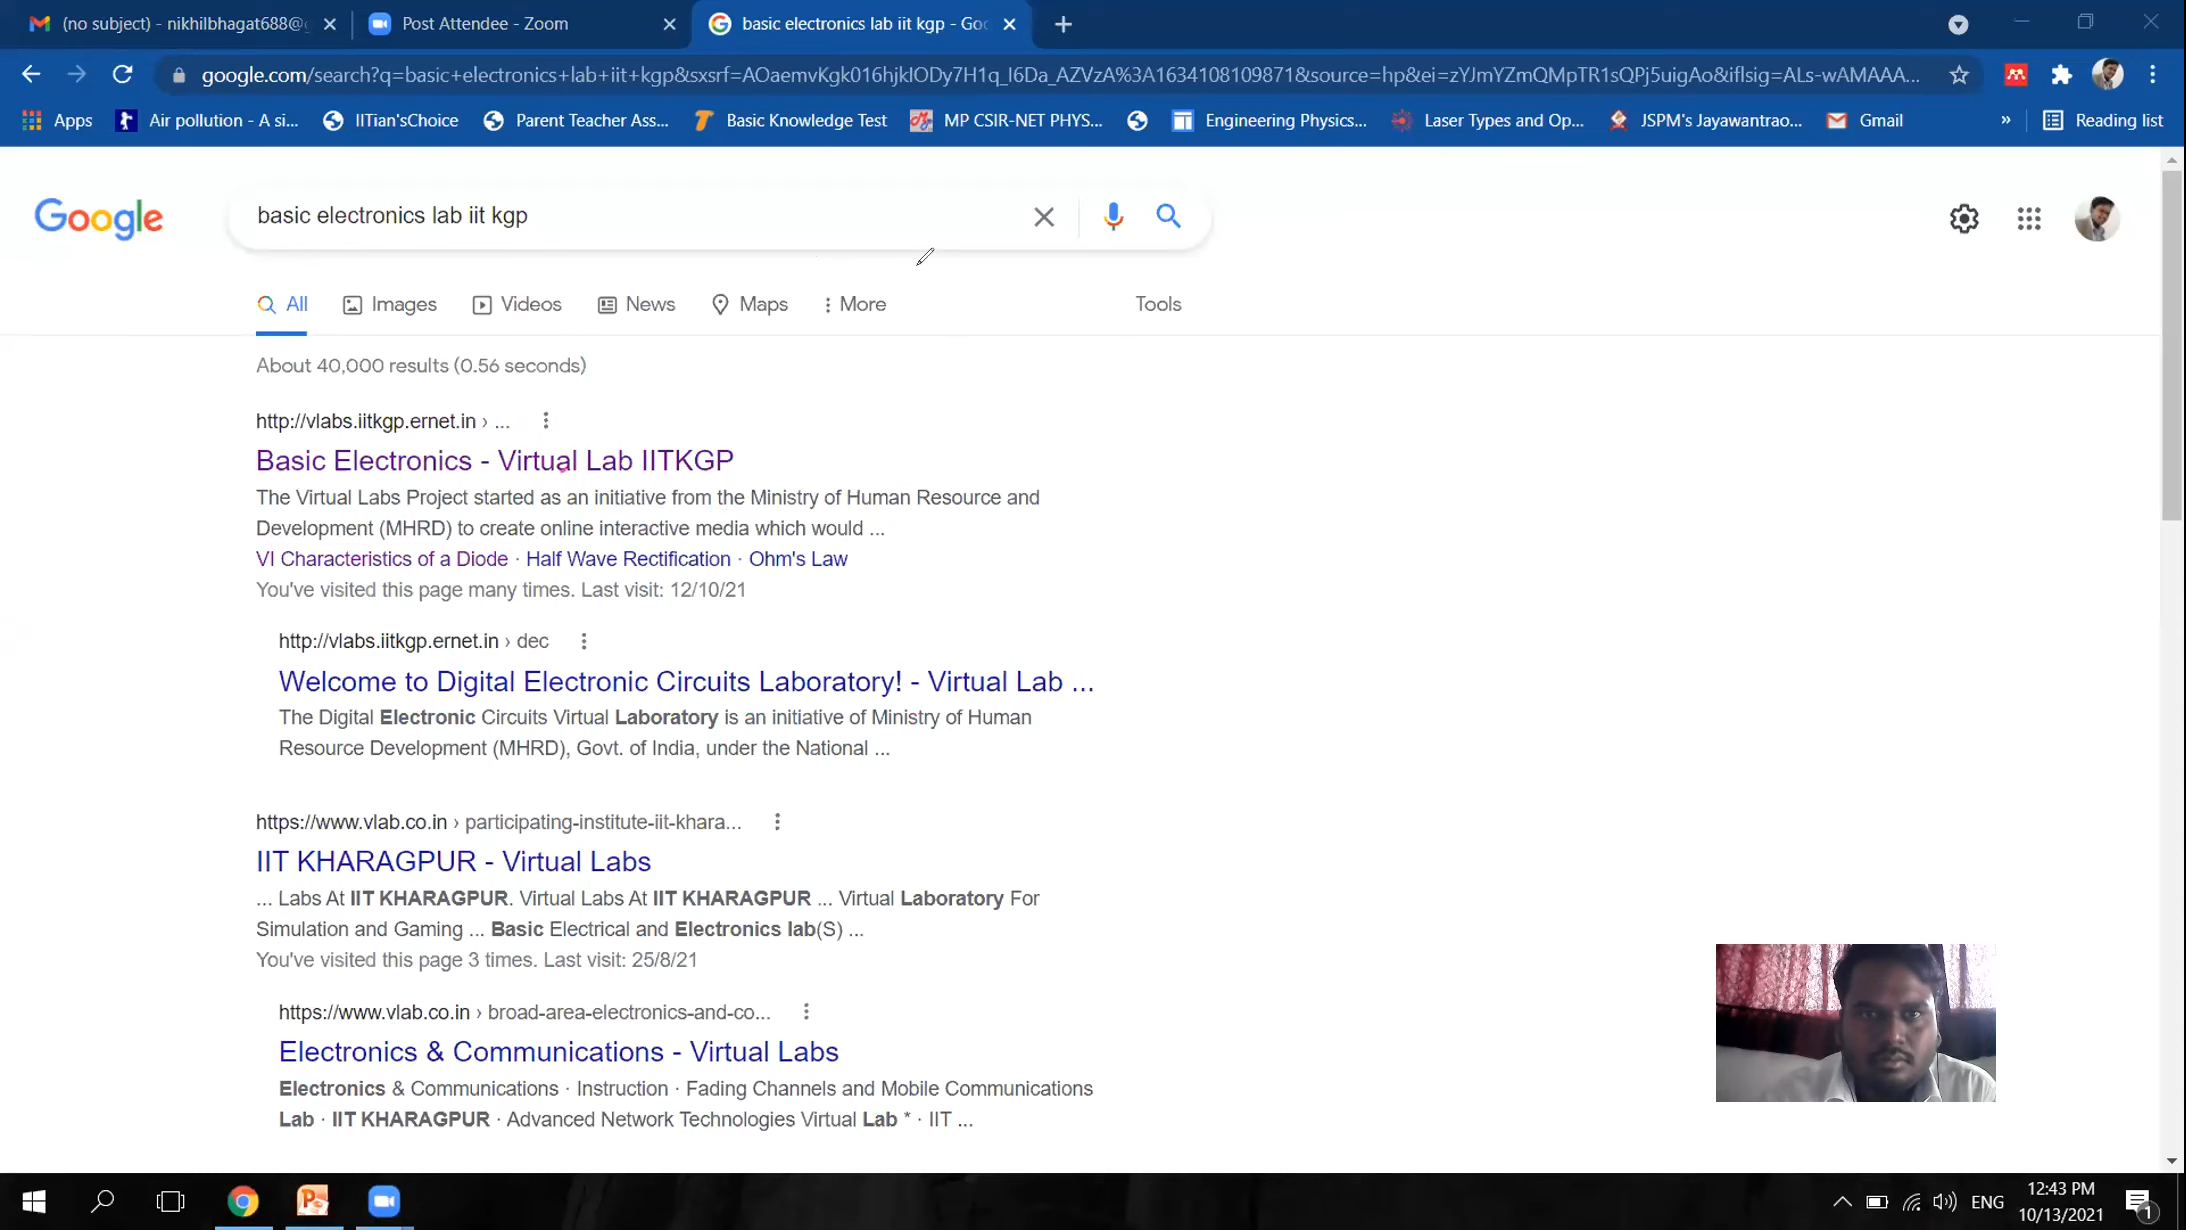 (no subject) - nikhilbhagat688@g
Post Attendee - Zoom
basic electronics lab iit kgp - Goo
google.com/search?q=basic+electronics+lab+iit+kgp&sxsrf=AOaemvKgk016hjkIODy7H1q_I6Da_AZVzA%3A1634108109871&source=hp&ei=zYJmYZmQMpTR1sQPj5uigAo&iflsig=ALs-wAMAAA...
Apps
Air pollution - A si...
IITian'sChoice
Parent Teacher Ass...
Basic Knowledge Test
MP CSIR-NET PHYS...
Engineering Physics...
Laser Types and Op...
JSPM's Jayawantrao...
Gmail
»
Reading list
Google
basic electronics lab iit kgp
All
Images
Videos
News
Maps
More
Tools
About 40,000 results (0.56 seconds)
http://vlabs.iitkgp.ernet.in › ...
Basic Electronics - Virtual Lab IITKGP
The Virtual Labs Project started as an initiative from the Ministry of Human Resource and
Development (MHRD) to create online interactive media which would ...
VI Characteristics of a Diode · Half Wave Rectification · Ohm's Law
You've visited this page many times. Last visit: 12/10/21
http://vlabs.iitkgp.ernet.in › dec
Welcome to Digital Electronic Circuits Laboratory! - Virtual Lab ...
The Digital Electronic Circuits Virtual Laboratory is an initiative of Ministry of Human
Resource Development (MHRD), Govt. of India, under the National ...
https://www.vlab.co.in › participating-institute-iit-khara...
IIT KHARAGPUR - Virtual Labs
... Labs At IIT KHARAGPUR. Virtual Labs At IIT KHARAGPUR ... Virtual Laboratory For
Simulation and Gaming ... Basic Electrical and Electronics lab(S) ...
You've visited this page 3 times. Last visit: 25/8/21
https://www.vlab.co.in › broad-area-electronics-and-co...
Electronics & Communications - Virtual Labs
Electronics & Communications · Instruction · Fading Channels and Mobile Communications
Lab · IIT KHARAGPUR · Advanced Network Technologies Virtual Lab * · IIT ...
ENG
12:43 PM
10/13/2021
1